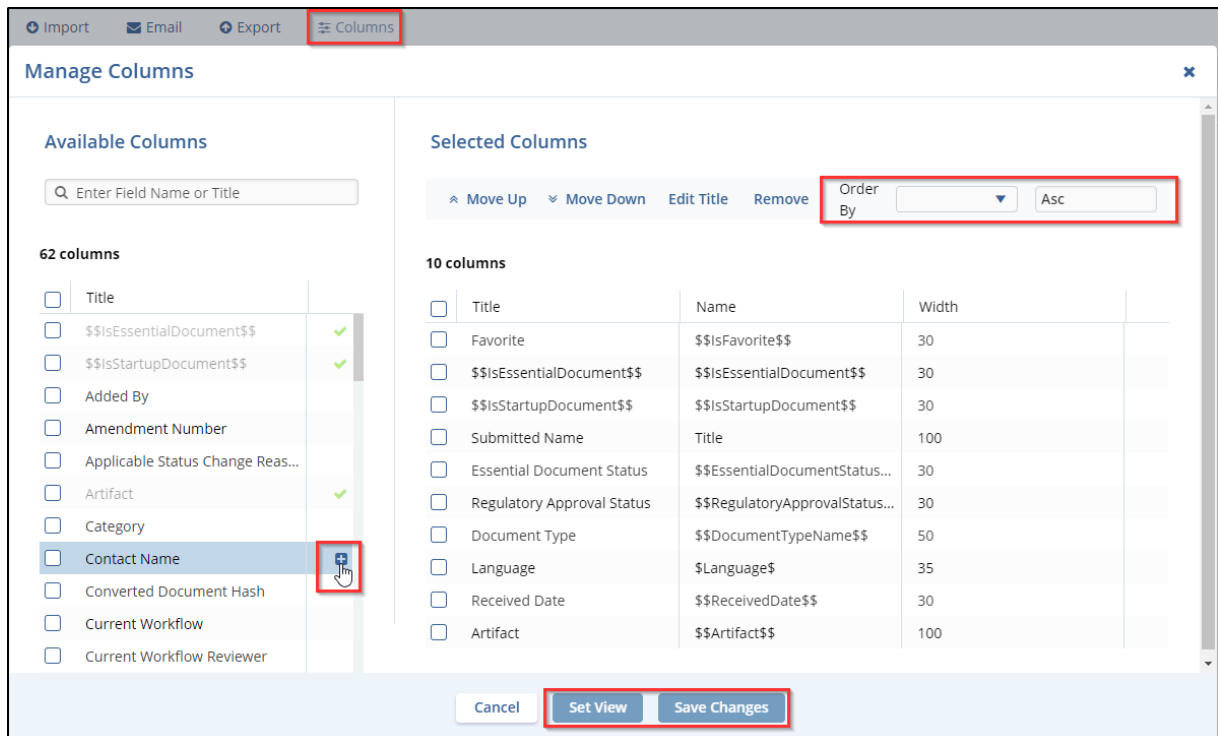 Import Email Export Columns
Manage Columns
Available Columns
Enter Field Name or Title
62 columns
Title
$$IsEssentialDocument$$
$$IsStartupDocument$$
Added By
Amendment Number
Applicable Status Change Reas...
Artifact
Category
Contact Name
Converted Document Hash
Current Workflow
Current Workflow Reviewer
Selected Columns
Move Up Move Down Edit Title Remove Order By Asc
10 columns
Title Name Width
Favorite $$IsFavorite$$ 30
$$IsEssentialDocument$$ $$IsEssentialDocument$$ 30
$$IsStartupDocument$$ $$IsStartupDocument$$ 30
Submitted Name Title 100
Essential Document Status $$EssentialDocumentStatus... 30
Regulatory Approval Status $$RegulatoryApprovalStatus... 30
Document Type $$DocumentTypeName$$ 50
Language $Language$ 35
Received Date $$ReceivedDate$$ 30
Artifact $$Artifact$$ 100
Cancel Set View Save Changes